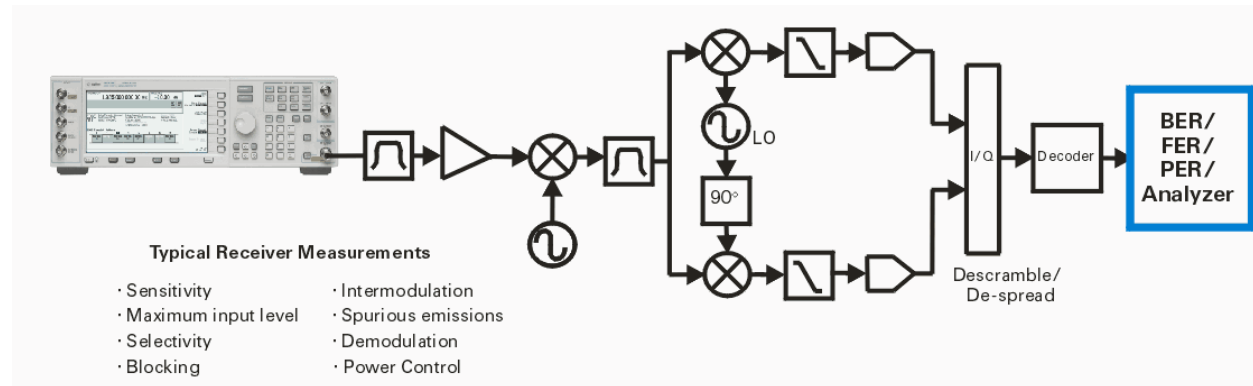 LO
90°
I/Q
Decoder
BER/
FER/
PER/
Analyzer
Descramble/
De-spread
Typical Receiver Measurements
· Sensitivity
· Maximum input level
· Selectivity
· Blocking
· Intermodulation
· Spurious emissions
· Demodulation
· Power Control